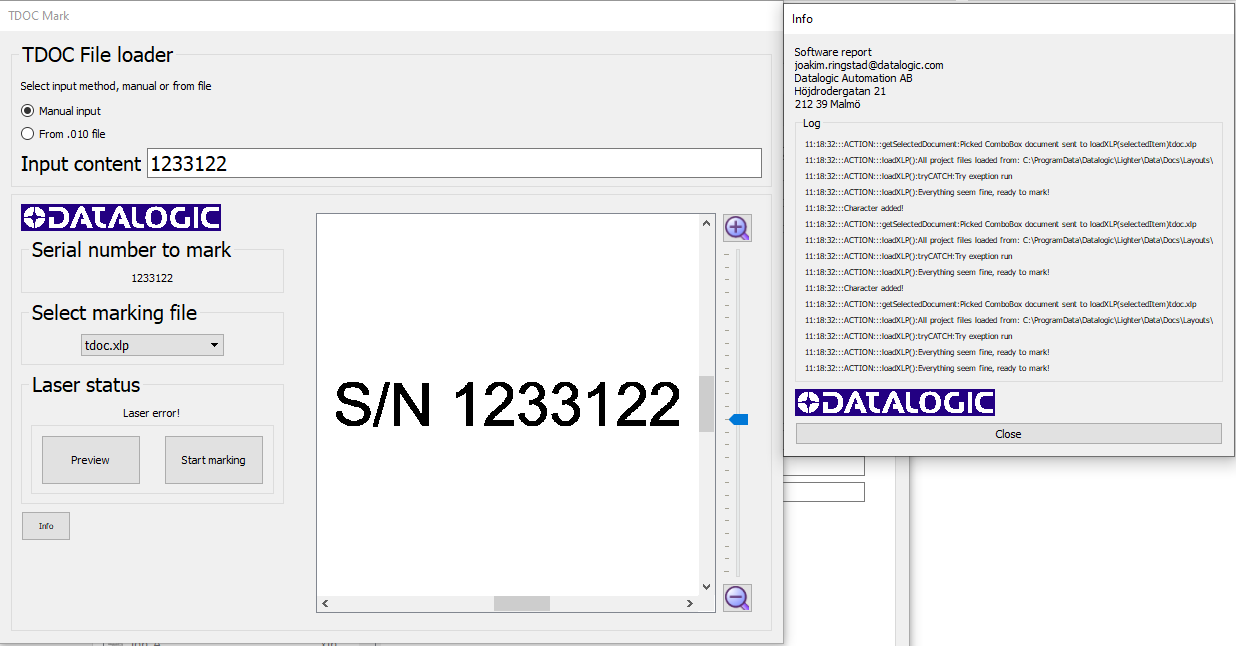 TDOC Mark
TDOC File loader
Select input method, manual or from file
Manual input
From .010 file
Input content 1233122
DATALOGIC
Serial number to mark
1233122
Select marking file
tdoc.xlp
Laser status
Laser error!
Preview
Start marking
Info
S/N 1233122
Info
Software report
joakim.ringstad@datalogic.com
Datalogic Automation AB
Höjdrodergatan 21
212 39 Malmö
Log
11:18:32:::ACTION:::getSelectedDocument:Picked ComboBox document sent to loadXLP(selectedItem)tdoc.xlp
11:18:32:::ACTION:::loadXLP():All project files loaded from: C:\ProgramData\Datalogic\Lighter\Data\Docs\Layouts\
11:18:32:::ACTION:::loadXLP():tryCATCH:Try exeption run
11:18:32:::ACTION:::loadXLP():Everything seem fine, ready to mark!
11:18:32:::Character added!
11:18:32:::ACTION:::getSelectedDocument:Picked ComboBox document sent to loadXLP(selectedItem)tdoc.xlp
11:18:32:::ACTION:::loadXLP():All project files loaded from: C:\ProgramData\Datalogic\Lighter\Data\Docs\Layouts\
11:18:32:::ACTION:::loadXLP():tryCATCH:Try exeption run
11:18:32:::ACTION:::loadXLP():Everything seem fine, ready to mark!
11:18:32:::Character added!
11:18:32:::ACTION:::getSelectedDocument:Picked ComboBox document sent to loadXLP(selectedItem)tdoc.xlp
11:18:32:::ACTION:::loadXLP():All project files loaded from: C:\ProgramData\Datalogic\Lighter\Data\Docs\Layouts\
11:18:32:::ACTION:::loadXLP():tryCATCH:Try exeption run
11:18:32:::ACTION:::loadXLP():Everything seem fine, ready to mark!
11:18:32:::ACTION:::loadXLP():Everything seem fine, ready to mark!
DATALOGIC
Close